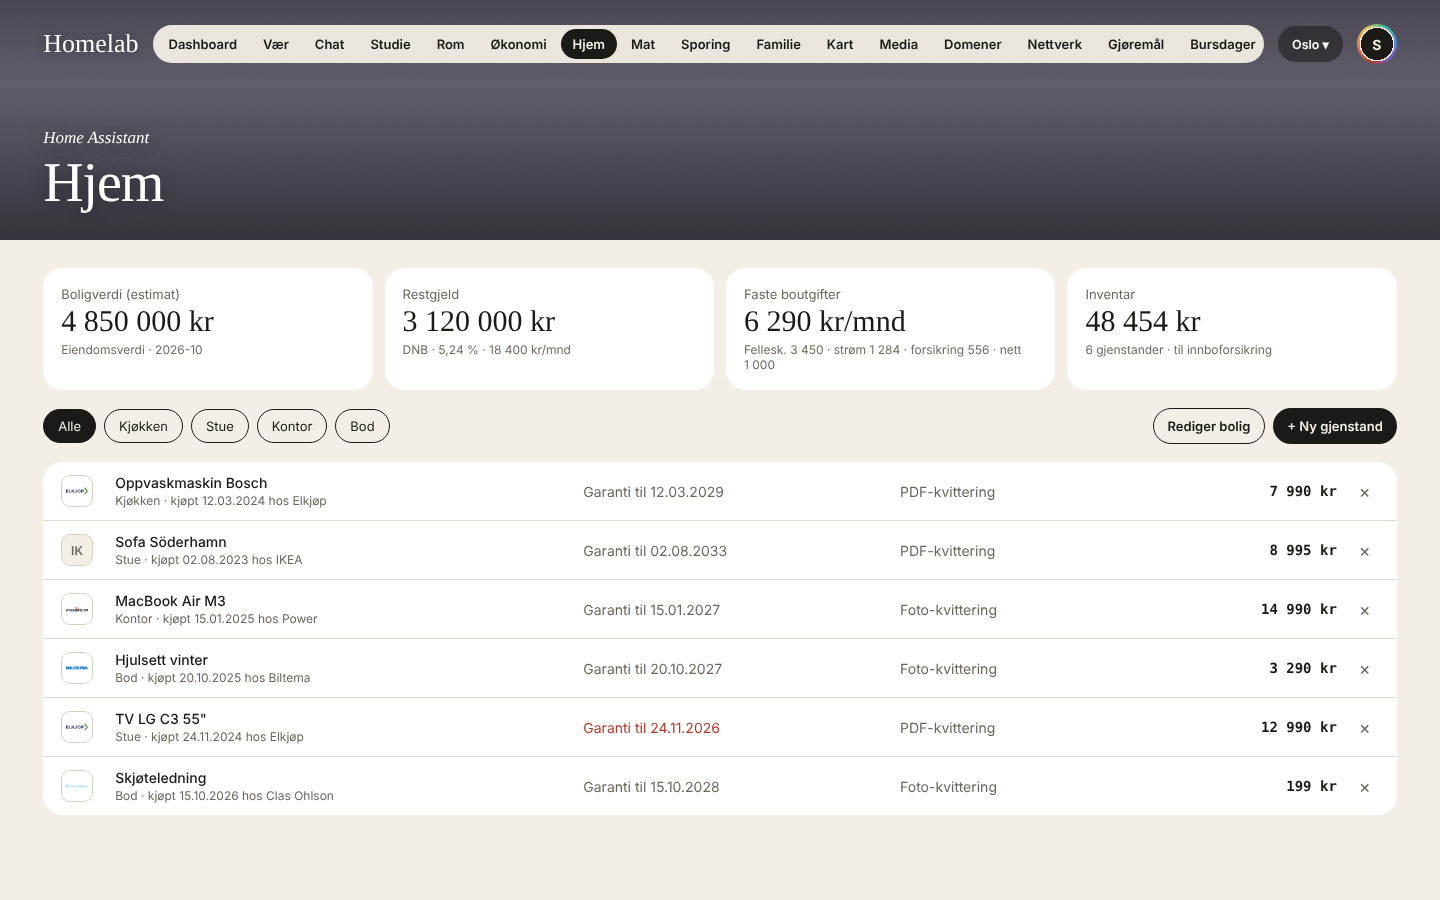 Homelab
Dashboard Vær Chat Studie Rom Økonomi Hjem Mat Sporing Familie Kart Media Domener Nettverk Gjøremål Bursdager
Oslo ▾
S
Home Assistant
Hjem
Boligverdi (estimat)
4 850 000 kr
Eiendomsverdi · 2026-10
Restgjeld
3 120 000 kr
DNB · 5,24 % · 18 400 kr/mnd
Faste boutgifter
6 290 kr/mnd
Fellesk. 3 450 · strøm 1 284 · forsikring 556 · nett
1 000
Inventar
48 454 kr
6 gjenstander · til innboforsikring
Alle Kjøkken Stue Kontor Bod
Rediger bolig + Ny gjenstand
ELKJØP
Oppvaskmaskin Bosch
Kjøkken · kjøpt 12.03.2024 hos Elkjøp
Garanti til 12.03.2029 PDF-kvittering 7 990 kr ×
IK
Sofa Söderhamn
Stue · kjøpt 02.08.2023 hos IKEA
Garanti til 02.08.2033 PDF-kvittering 8 995 kr ×
POWER
MacBook Air M3
Kontor · kjøpt 15.01.2025 hos Power
Garanti til 15.01.2027 Foto-kvittering 14 990 kr ×
BILTEMA
Hjulsett vinter
Bod · kjøpt 20.10.2025 hos Biltema
Garanti til 20.10.2027 Foto-kvittering 3 290 kr ×
ELKJØP
TV LG C3 55"
Stue · kjøpt 24.11.2024 hos Elkjøp
Garanti til 24.11.2026 PDF-kvittering 12 990 kr ×
Skjøteledning
Bod · kjøpt 15.10.2026 hos Clas Ohlson
Garanti til 15.10.2028 Foto-kvittering 199 kr ×